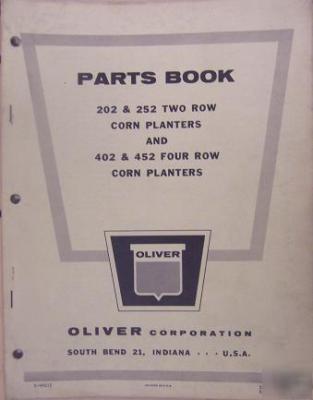 PARTS BOOK
202 & 252 TWO ROW
CORN PLANTERS
AND
402 & 452 FOUR ROW
CORN PLANTERS
OLIVER
OLIVER CORPORATION
SOUTH BEND 21, INDIANA . . . U.S.A.